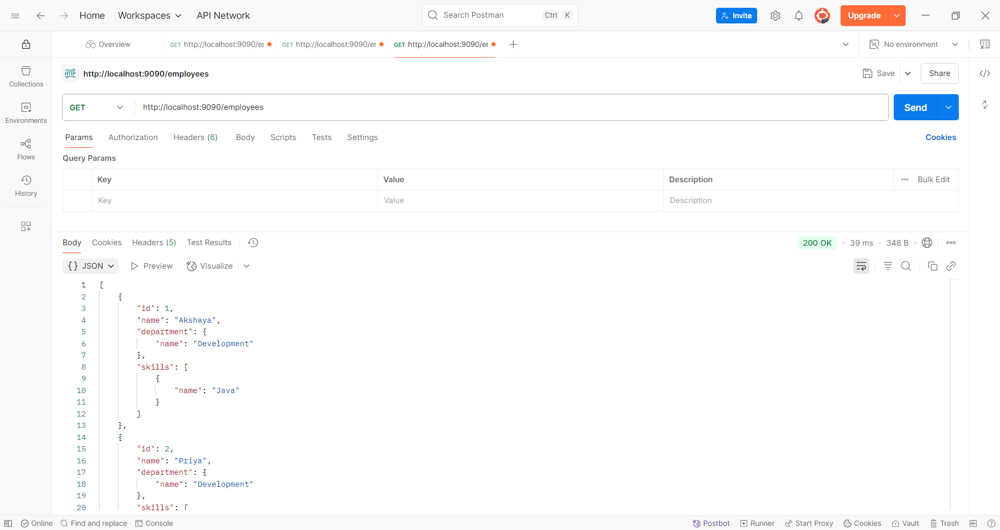 Home Workspaces API Network Search Postman Ctrl K Invite Upgrade
Overview GET http://localhost:9090/er GET http://localhost:9090/er GET http://localhost:9090/er No environment
HTTP http://localhost:9090/employees Save Share
Collections
GET http://localhost:9090/employees Send
Environments
Params Authorization Headers (6) Body Scripts Tests Settings Cookies
Flows
Query Params
Key Value Description Bulk Edit
History
Key Value Description
Body Cookies Headers (5) Test Results 200 OK 39 ms 348 B
{} JSON Preview Visualize
1 [
2 {
3 "id": 1,
4 "name": "Akshaya",
5 "department": {
6 "name": "Development"
7 },
8 "skills": [
9 {
10 "name": "Java"
11 }
12 ]
13 },
14 {
15 "id": 2,
16 "name": "Priya",
17 "department": {
18 "name": "Development"
19 },
20 "skills": [
Online Find and replace Console Postbot Runner Start Proxy Cookies Vault Trash